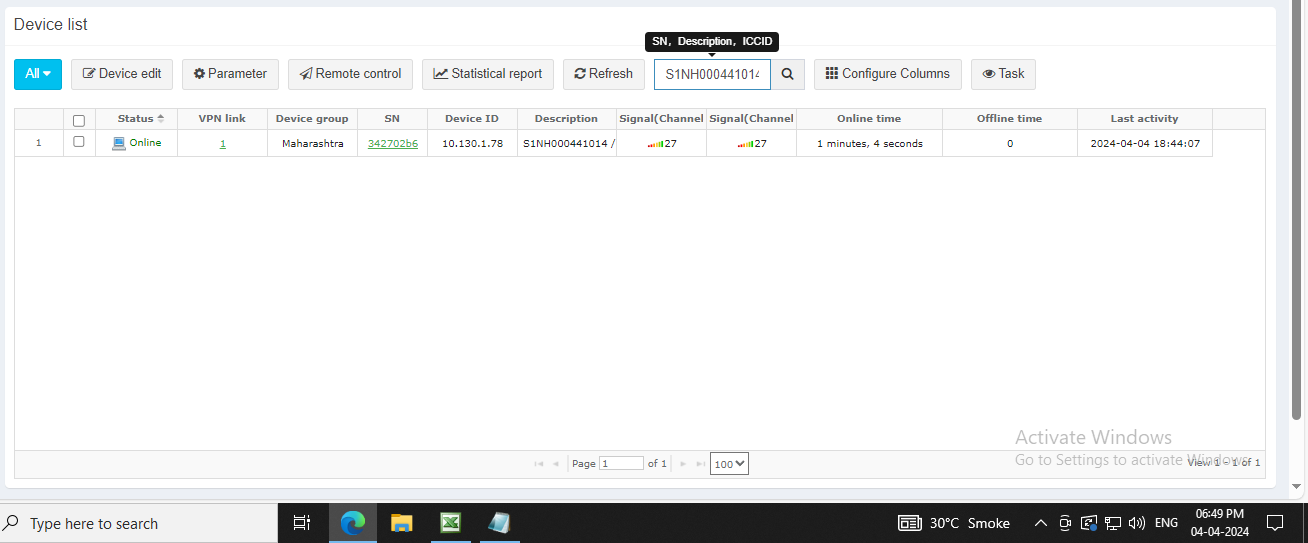 Device list
SN, Description, ICCID
All Device edit Parameter Remote control Statistical report Refresh S1NH000441014 Configure Columns Task
Status VPN link Device group SN Device ID Description Signal(Channel Signal(Channel Online time Offline time Last activity
1 Online 1 Maharashtra 342702b6 10.130.1.78 S1NH000441014 / 27 27 1 minutes, 4 seconds 0 2024-04-04 18:44:07
Activate Windows
Go to Settings to activate Windows.
Page 1 of 1 100 View 1 - 1 of 1
Type here to search 30°C Smoke ENG 06:49 PM
04-04-2024